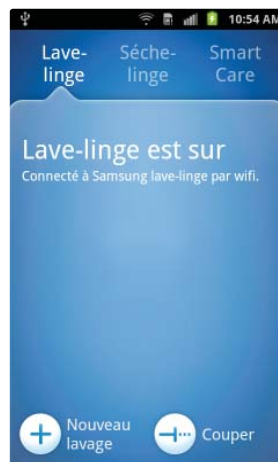 10:54 AM
Lave-
linge
Séche-
linge
Smart
Care
Lave-linge est sur
Connecté à Samsung lave-linge par wifi.
Nouveau
lavage
Couper